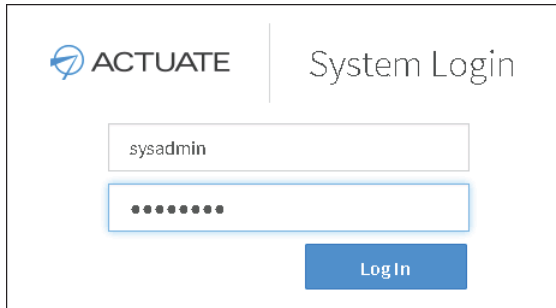 ACTUATE
System Login
sysadmin
●●●●●●●●
Log In